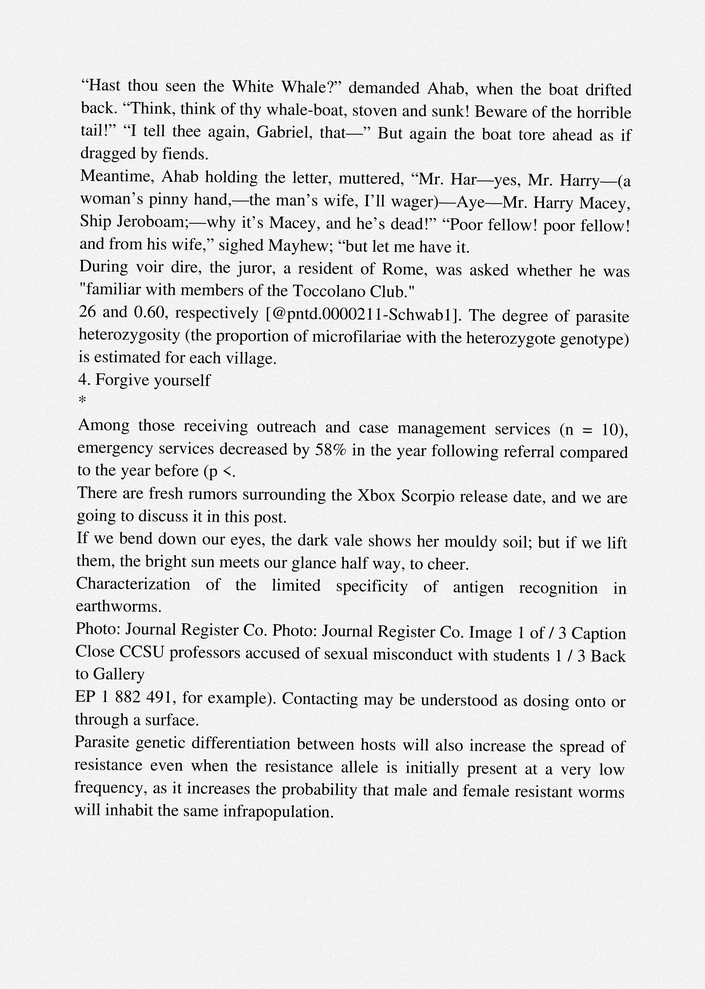 “Hast thou seen the White Whale?” demanded Ahab, when the boat drifted
back. “Think, think of thy whale-boat, stoven and sunk! Beware of the horrible
tail!” “I tell thee again, Gabriel, that—” But again the boat tore ahead as if
dragged by fiends.
Meantime, Ahab holding the letter, muttered, “Mr. Har—yes, Mr. Harry—(a
woman’s pinny hand,—the man’s wife, I’ll wager)—Aye—Mr. Harry Macey,
Ship Jeroboam;—why it’s Macey, and he’s dead!” “Poor fellow! poor fellow!
and from his wife,” sighed Mayhew; “but let me have it.
During voir dire, the juror, a resident of Rome, was asked whether he was
"familiar with members of the Toccolano Club."
26 and 0.60, respectively [@pntd.0000211-Schwab1]. The degree of parasite
heterozygosity (the proportion of microfilariae with the heterozygote genotype)
is estimated for each village.
4. Forgive yourself
*
Among those receiving outreach and case management services (n = 10),
emergency services decreased by 58% in the year following referral compared
to the year before (p <.
There are fresh rumors surrounding the Xbox Scorpio release date, and we are
going to discuss it in this post.
If we bend down our eyes, the dark vale shows her mouldy soil; but if we lift
them, the bright sun meets our glance half way, to cheer.
Characterization of the limited specificity of antigen recognition in
earthworms.
Photo: Journal Register Co. Photo: Journal Register Co. Image 1 of / 3 Caption
Close CCSU professors accused of sexual misconduct with students 1 / 3 Back
to Gallery
EP 1 882 491, for example). Contacting may be understood as dosing onto or
through a surface.
Parasite genetic differentiation between hosts will also increase the spread of
resistance even when the resistance allele is initially present at a very low
frequency, as it increases the probability that male and female resistant worms
will inhabit the same infrapopulation.